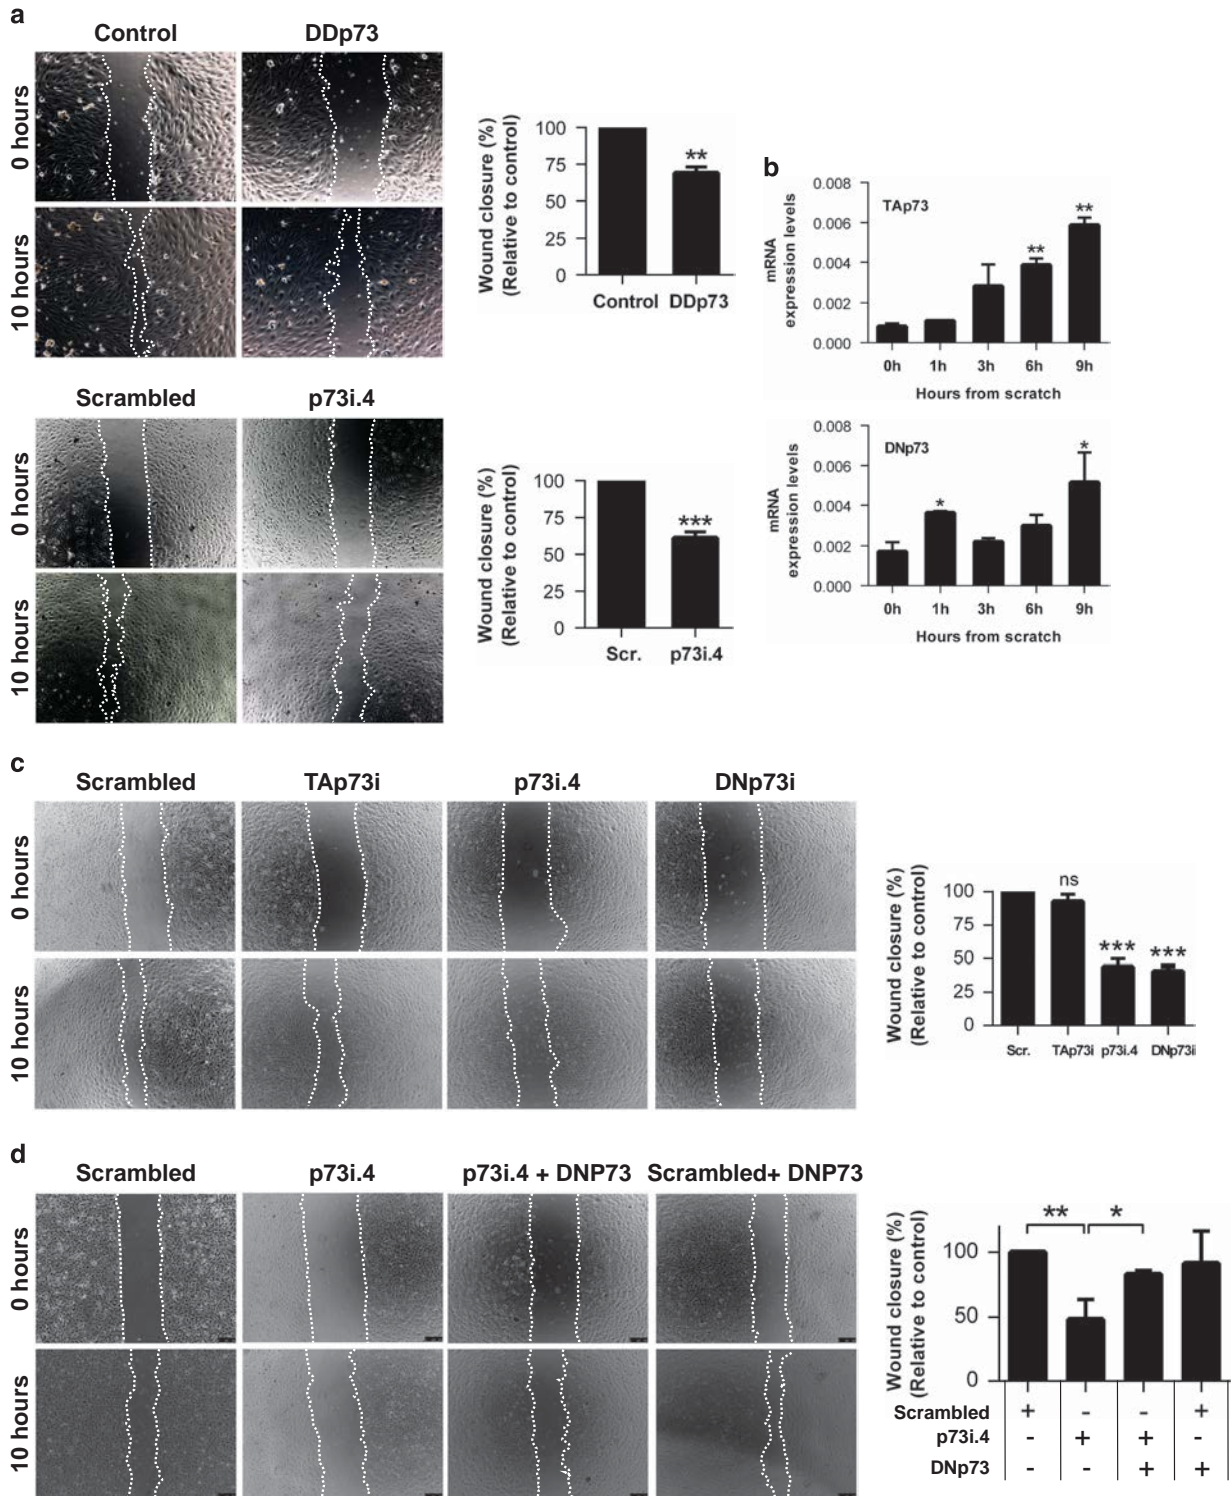 a
Control DDp73
0 hours
10 hours
Wound closure (%)
(Relative to control)
100
75
50
25
0
**
Control DDp73
Scrambled p73i.4
0 hours
10 hours
Wound closure (%)
(Relative to control)
100
75
50
25
0
***
Scr. p73i.4
b
mRNA
expression levels
0.008
0.006
0.004
0.002
0.000
TAp73
**
**
0h 1h 3h 6h 9h
Hours from scratch
mRNA
expression levels
0.008
0.006
0.004
0.002
0.000
DNp73
*
*
0h 1h 3h 6h 9h
Hours from scratch
c
Scrambled TAp73i p73i.4 DNp73i
0 hours
10 hours
Wound closure (%)
(Relative to control)
100
75
50
25
0
ns
*** ***
Scr. TAp73i p73i.4 DNp73i
d
Scrambled p73i.4 p73i.4 + DNP73 Scrambled+ DNP73
0 hours
10 hours
Wound closure (%)
(Relative to control)
100
50
0
** *
Scrambled + - - +
p73i.4 - + + -
DNp73 - - + +